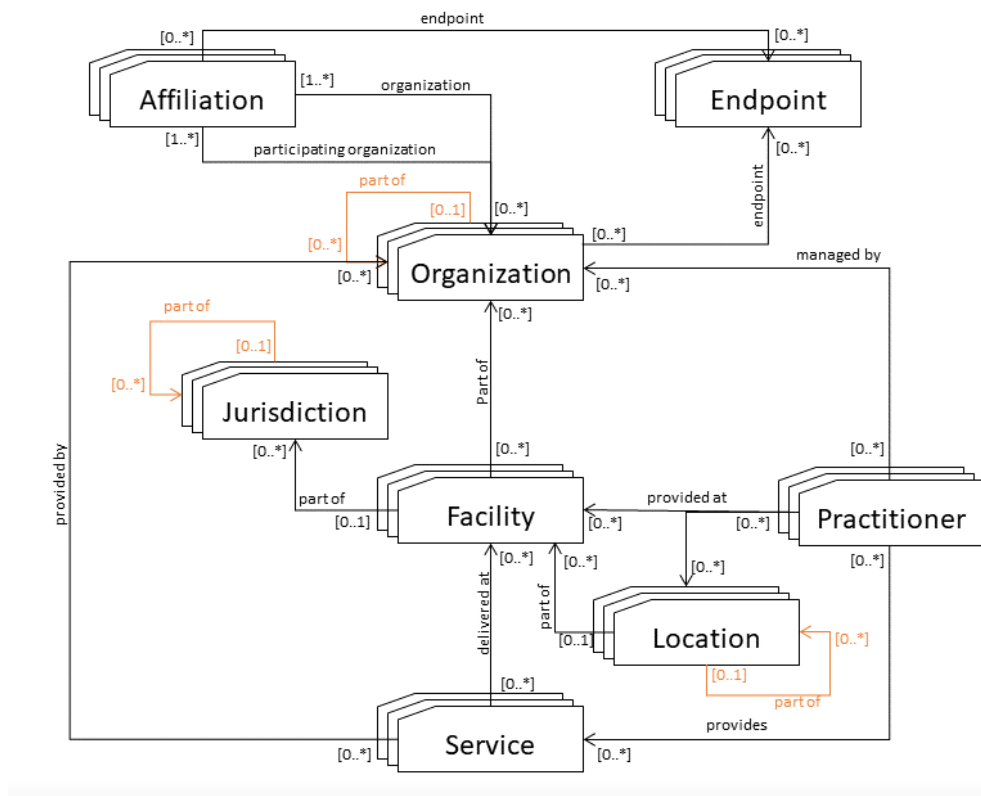 endpoint
[0..*]
[0..*]
Affiliation
[1..*]
organization
Endpoint
[1..*]
participating organization
[0..*]
part of
endpoint
[0..1]
[0..*]
[0..*]
[0..*]
managed by
[0..*]
Organization
[0..*]
part of
[0..*]
[0..1]
Part of
[0..*]
Jurisdiction
[0..*]
[0..*]
[0..*]
provided by
part of
provided at
[0..1]
Facility
[0..*]
[0..*]
Practitioner
[0..*]
[0..*]
[0..*]
[0..*]
delivered at
part of
[0..1]
Location
[0..*]
[0..1]
[0..*]
part of
provides
[0..*]
Service
[0..*]